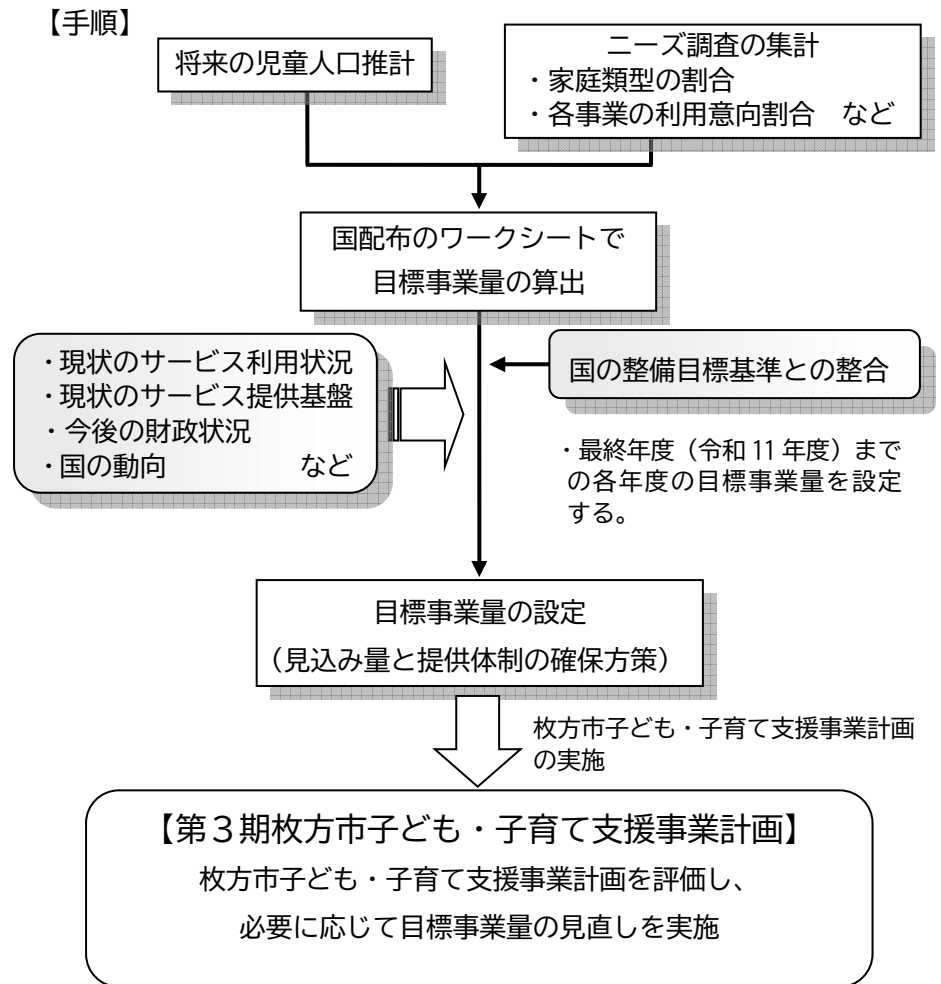 【手順】
将来の児童人口推計
ニーズ調査の集計
・家庭類型の割合
・各事業の利用意向割合　など
国配布のワークシートで
目標事業量の算出
・現状のサービス利用状況
・現状のサービス提供基盤
・今後の財政状況
・国の動向　　　　　など
国の整備目標基準との整合
・最終年度（令和 11 年度）まで
の各年度の目標事業量を設定
する。
目標事業量の設定
（見込み量と提供体制の確保方策）
枚方市子ども・子育て支援事業計画
の実施
【第３期枚方市子ども・子育て支援事業計画】
枚方市子ども・子育て支援事業計画を評価し、
必要に応じて目標事業量の見直しを実施